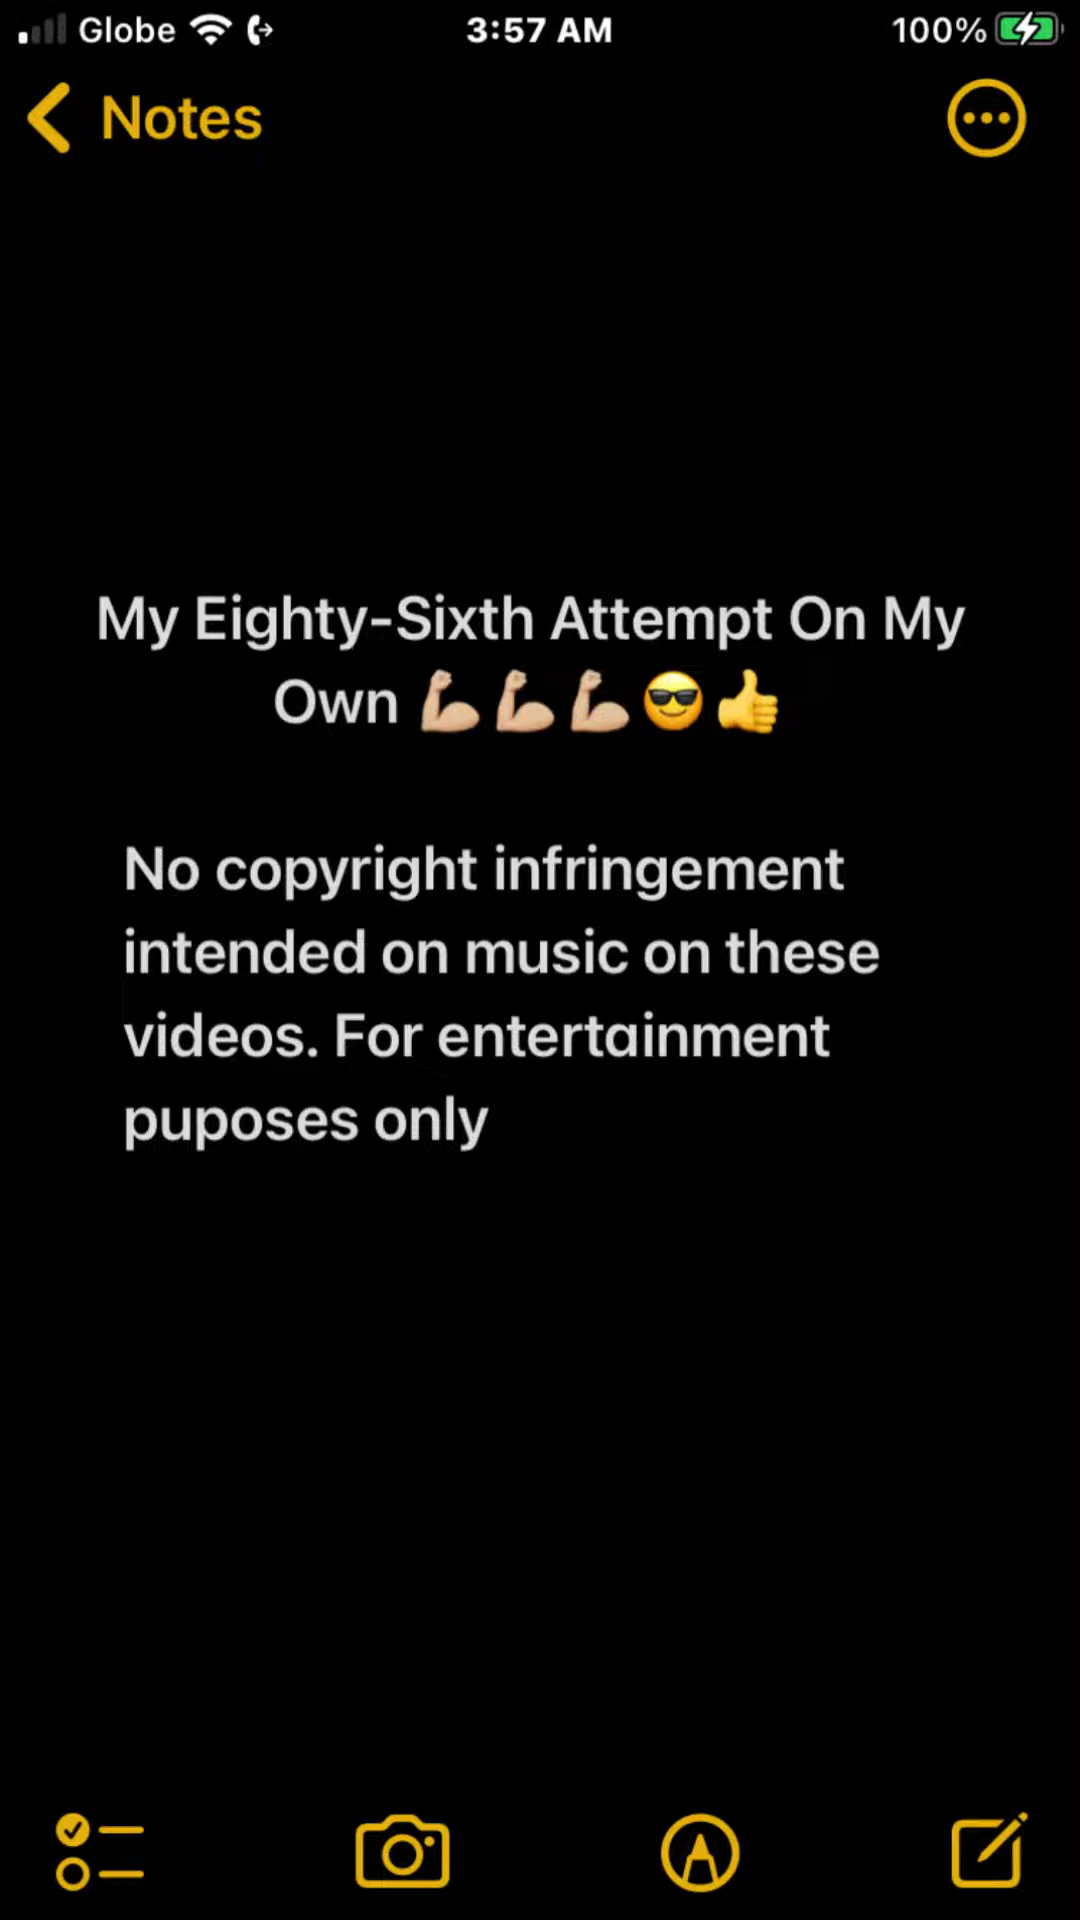 Globe 3:57 AM 100%
Notes
My Eighty-Sixth Attempt On My
Own 💪🏼💪🏼💪🏼😎👍
No copyright infringement
intended on music on these
videos. For entertainment
puposes only